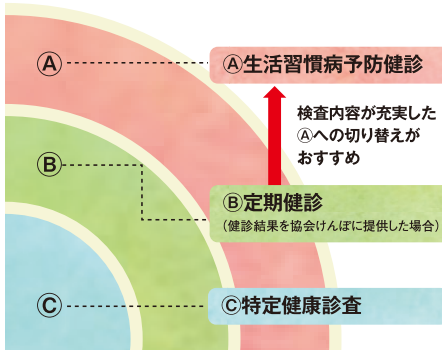 Ⓐ
Ⓐ生活習慣病予防健診
検査内容が充実した
Ⓐへの切り替えが
おすすめ
Ⓑ
Ⓑ定期健診
(健診結果を協会けんぽに提供した場合)
Ⓒ
Ⓒ特定健康診査